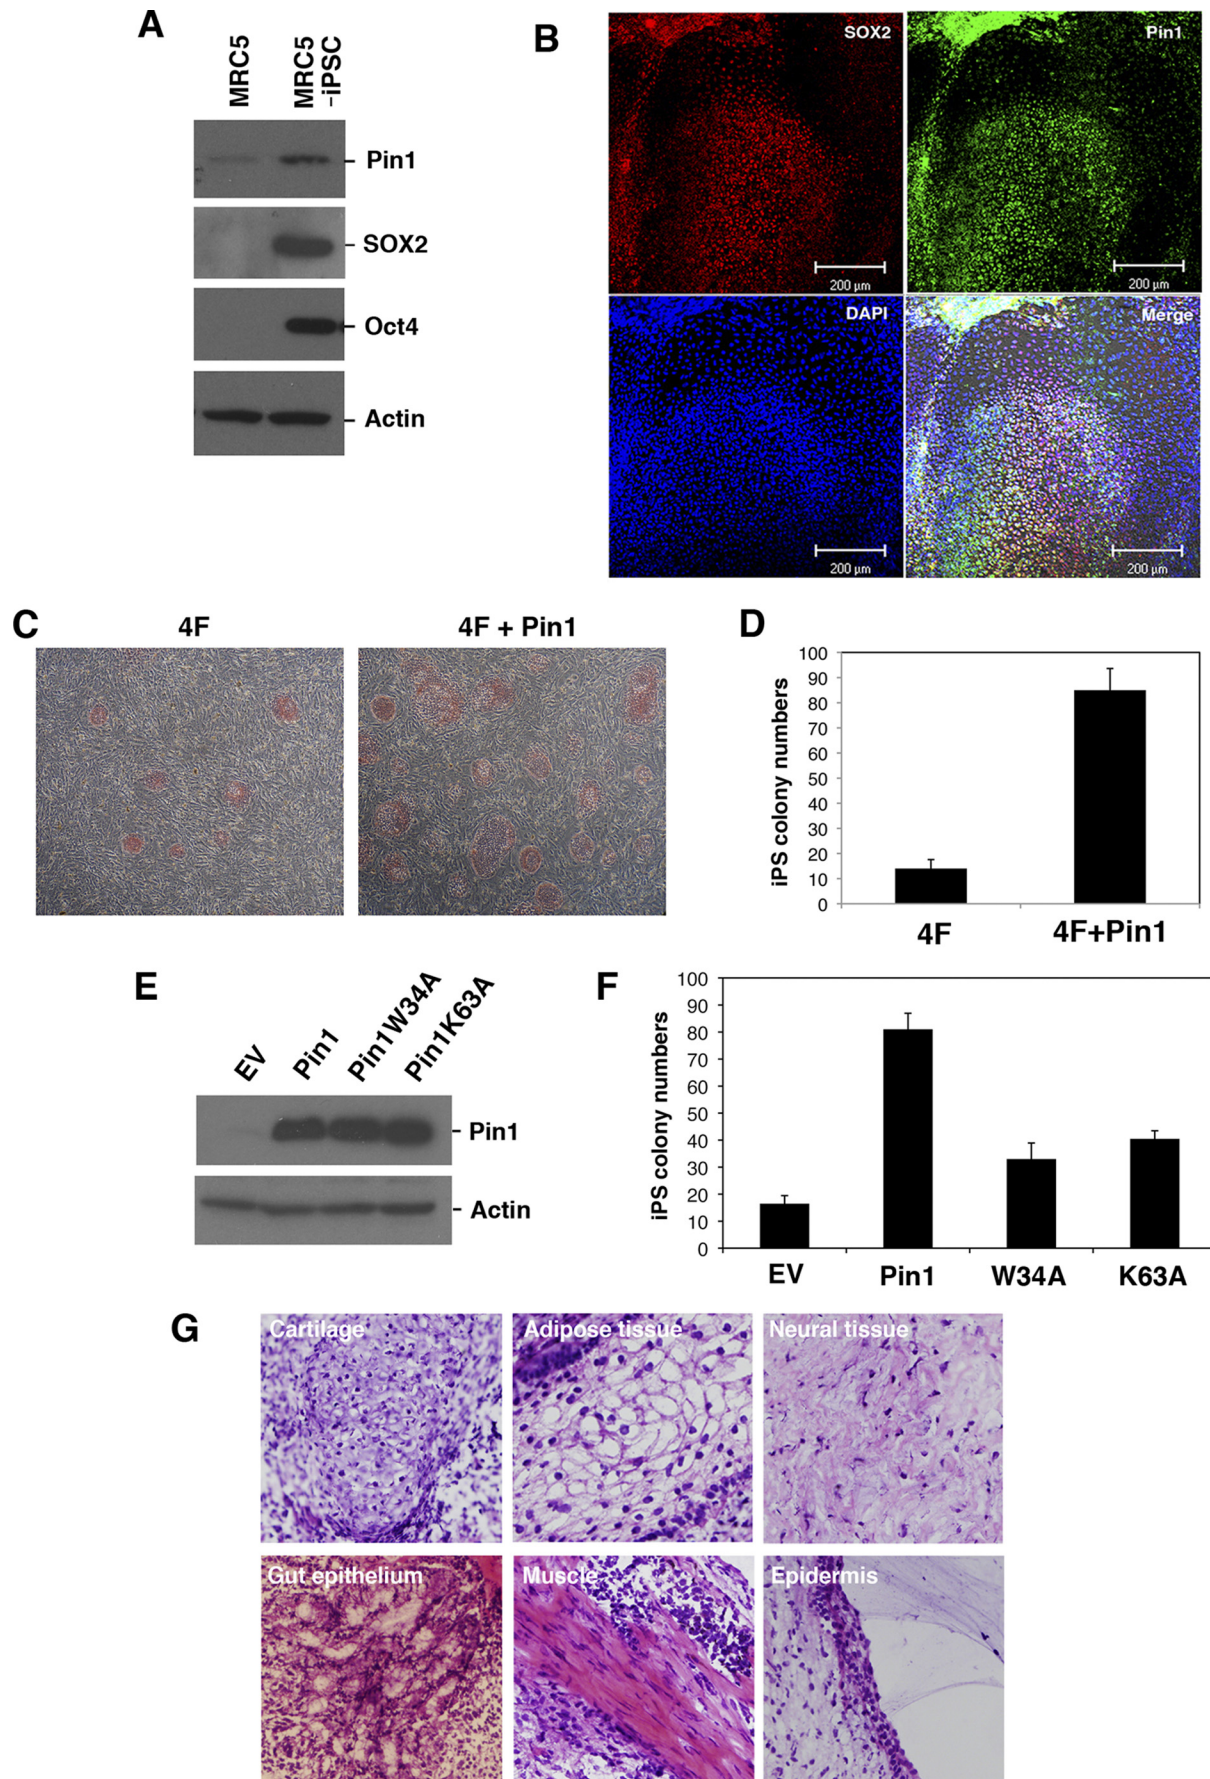 A
MRC5
MRC5
-iPSC
Pin1
SOX2
Oct4
Actin
B
SOX2
200 µm
Pin1
200 µm
DAPI
200 µm
Merge
200 µm
C
4F
4F + Pin1
D
iPS colony numbers
100
90
80
70
60
50
40
30
20
10
0
4F
4F+Pin1
E
EV
Pin1
Pin1W34A
Pin1K63A
Pin1
Actin
F
iPS colony numbers
100
90
80
70
60
50
40
30
20
10
0
EV
Pin1
W34A
K63A
G
Cartilage
Adipose tissue
Neural tissue
Gut epithelium
Muscle
Epidermis